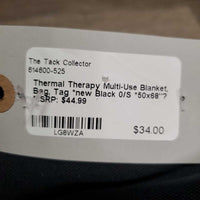 The Tack Collector
614600-525
Thermal Therapy Multi-Use Blanket,
Bag, Tag *new Black O/S *50x68"?
SRP: $44.99
LG8WZA
$34.00